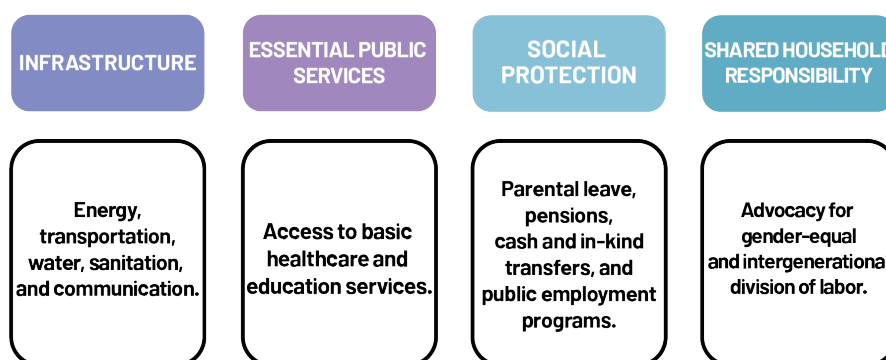 INFRASTRUCTURE
ESSENTIAL PUBLIC
SERVICES
SOCIAL
PROTECTION
SHARED HOUSEHOLD
RESPONSIBILITY
Energy,
transportation,
water, sanitation,
and communication.
Access to basic
healthcare and
education services.
Parental leave,
pensions,
cash and in-kind
transfers, and
public employment
programs.
Advocacy for
gender-equal
and intergenerationa
division of labor.